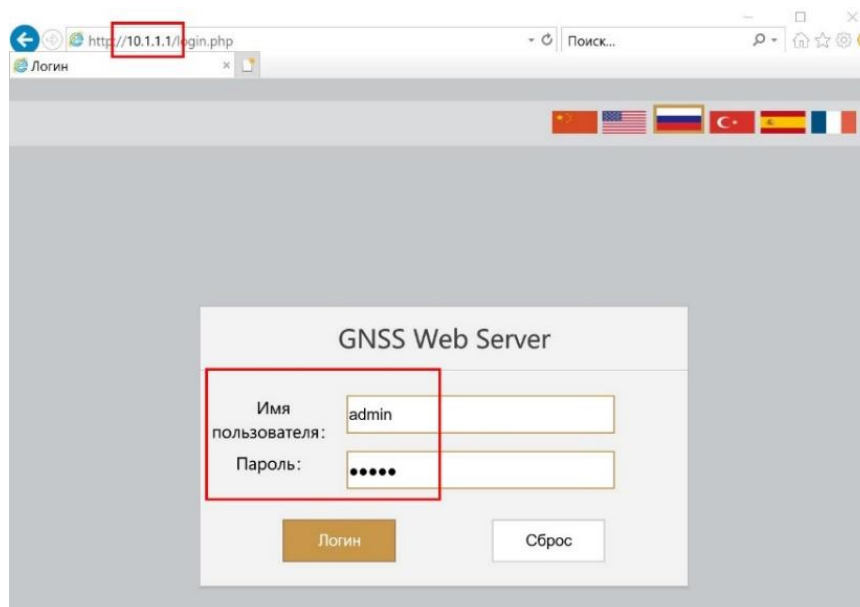 http://10.1.1.1/login.php
Поиск...
Логин
GNSS Web Server
Имя
пользователя:
admin
Пароль:
•••••
Логин
Сброс